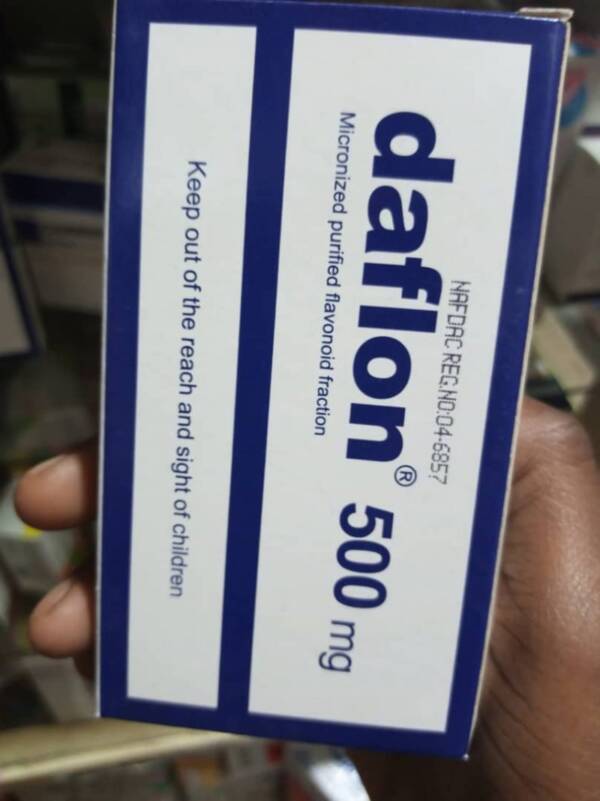 NAFDAC REG.NO:04-6857
daflon® 500 mg
Micronized purified flavonoid fraction
Keep out of the reach and sight of children